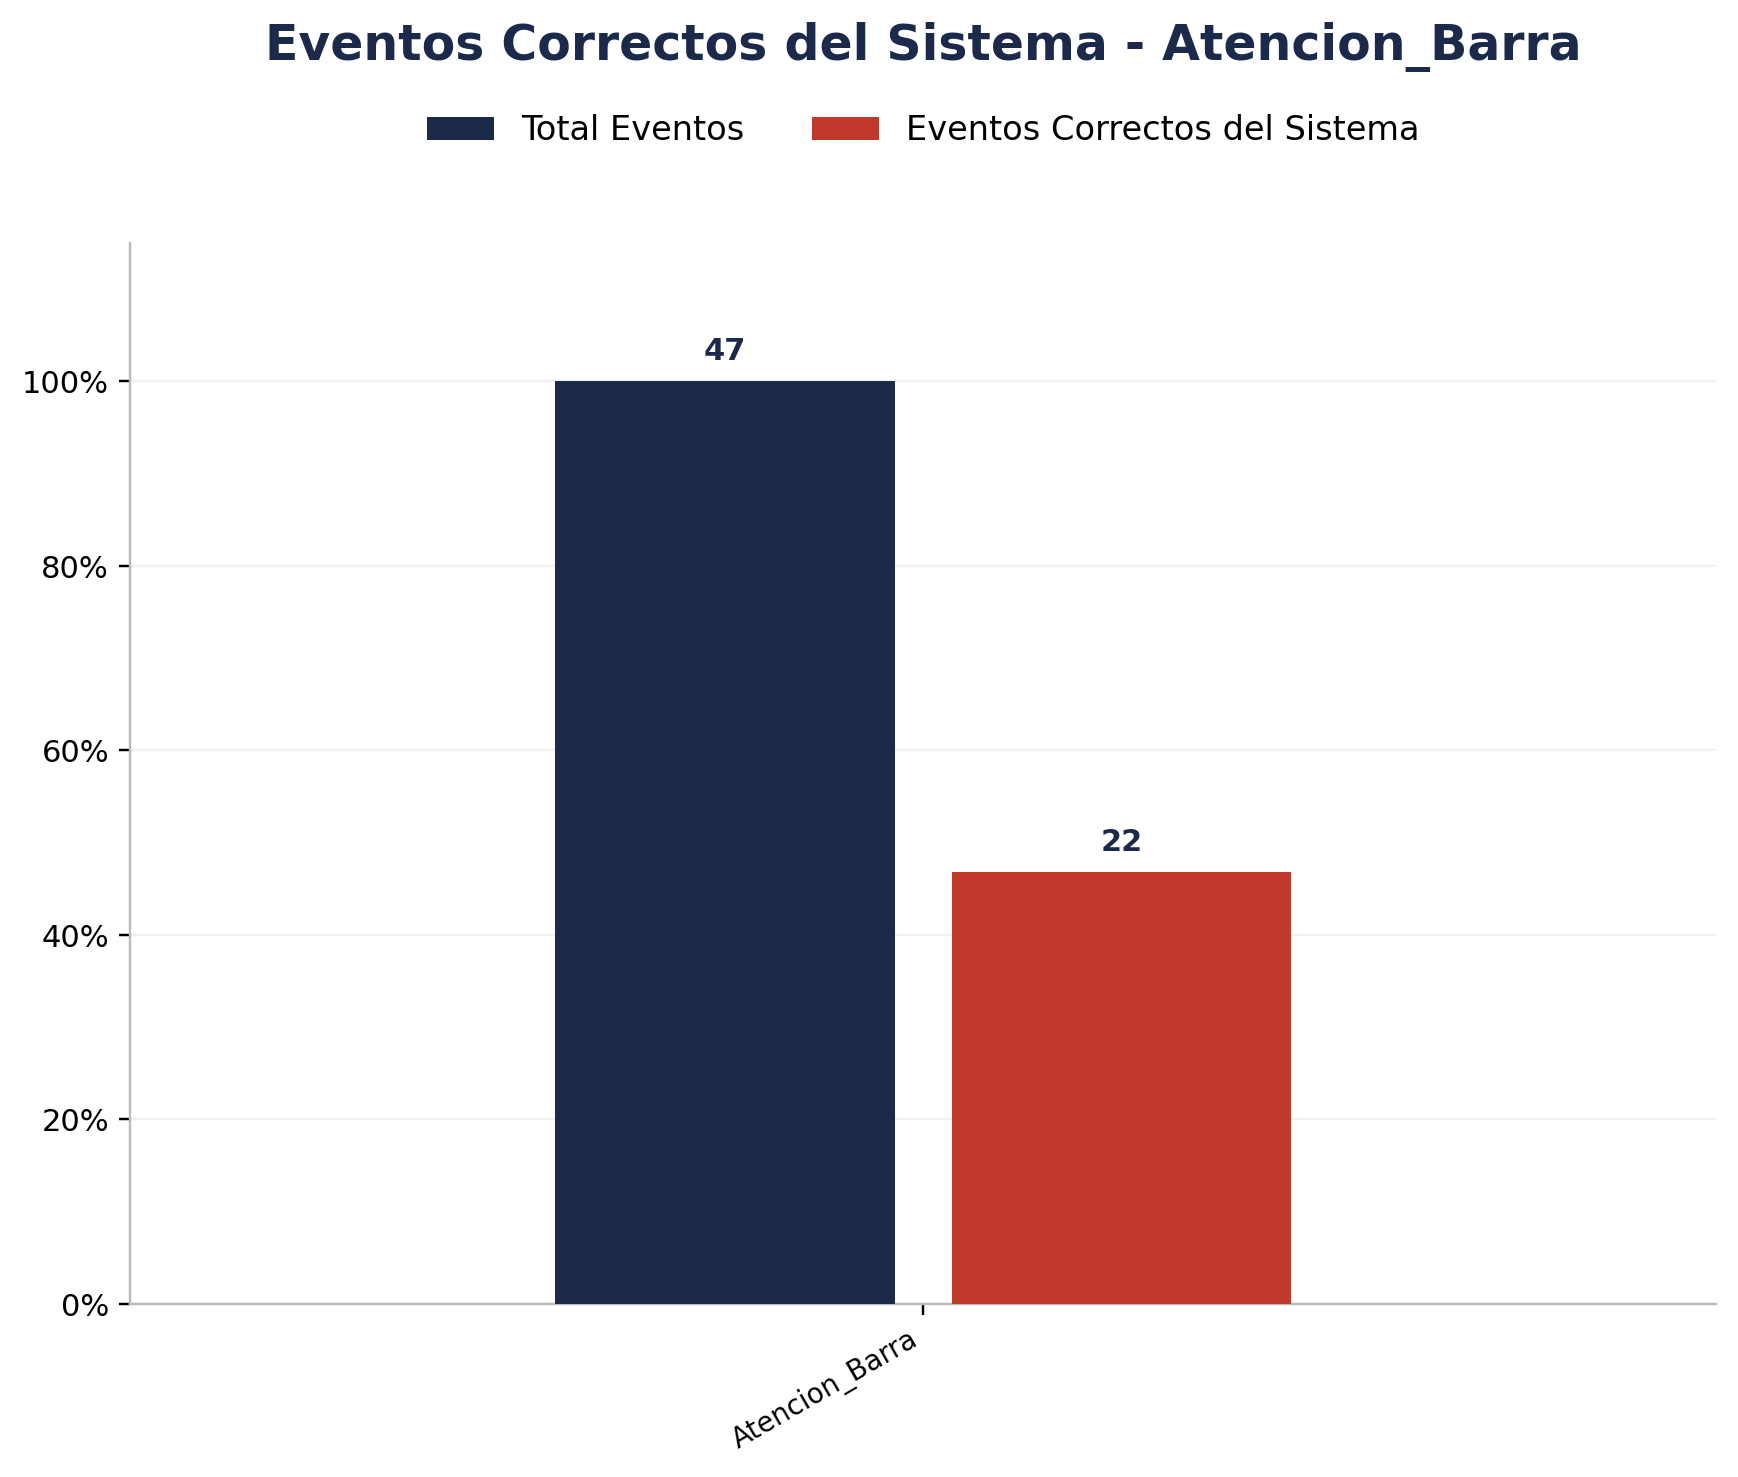 Eventos Correctos del Sistema - Atencion_Barra
Total Eventos
Eventos Correctos del Sistema
47
100%
80%
60%
22
40%
20%
0%
Atencion_Barra